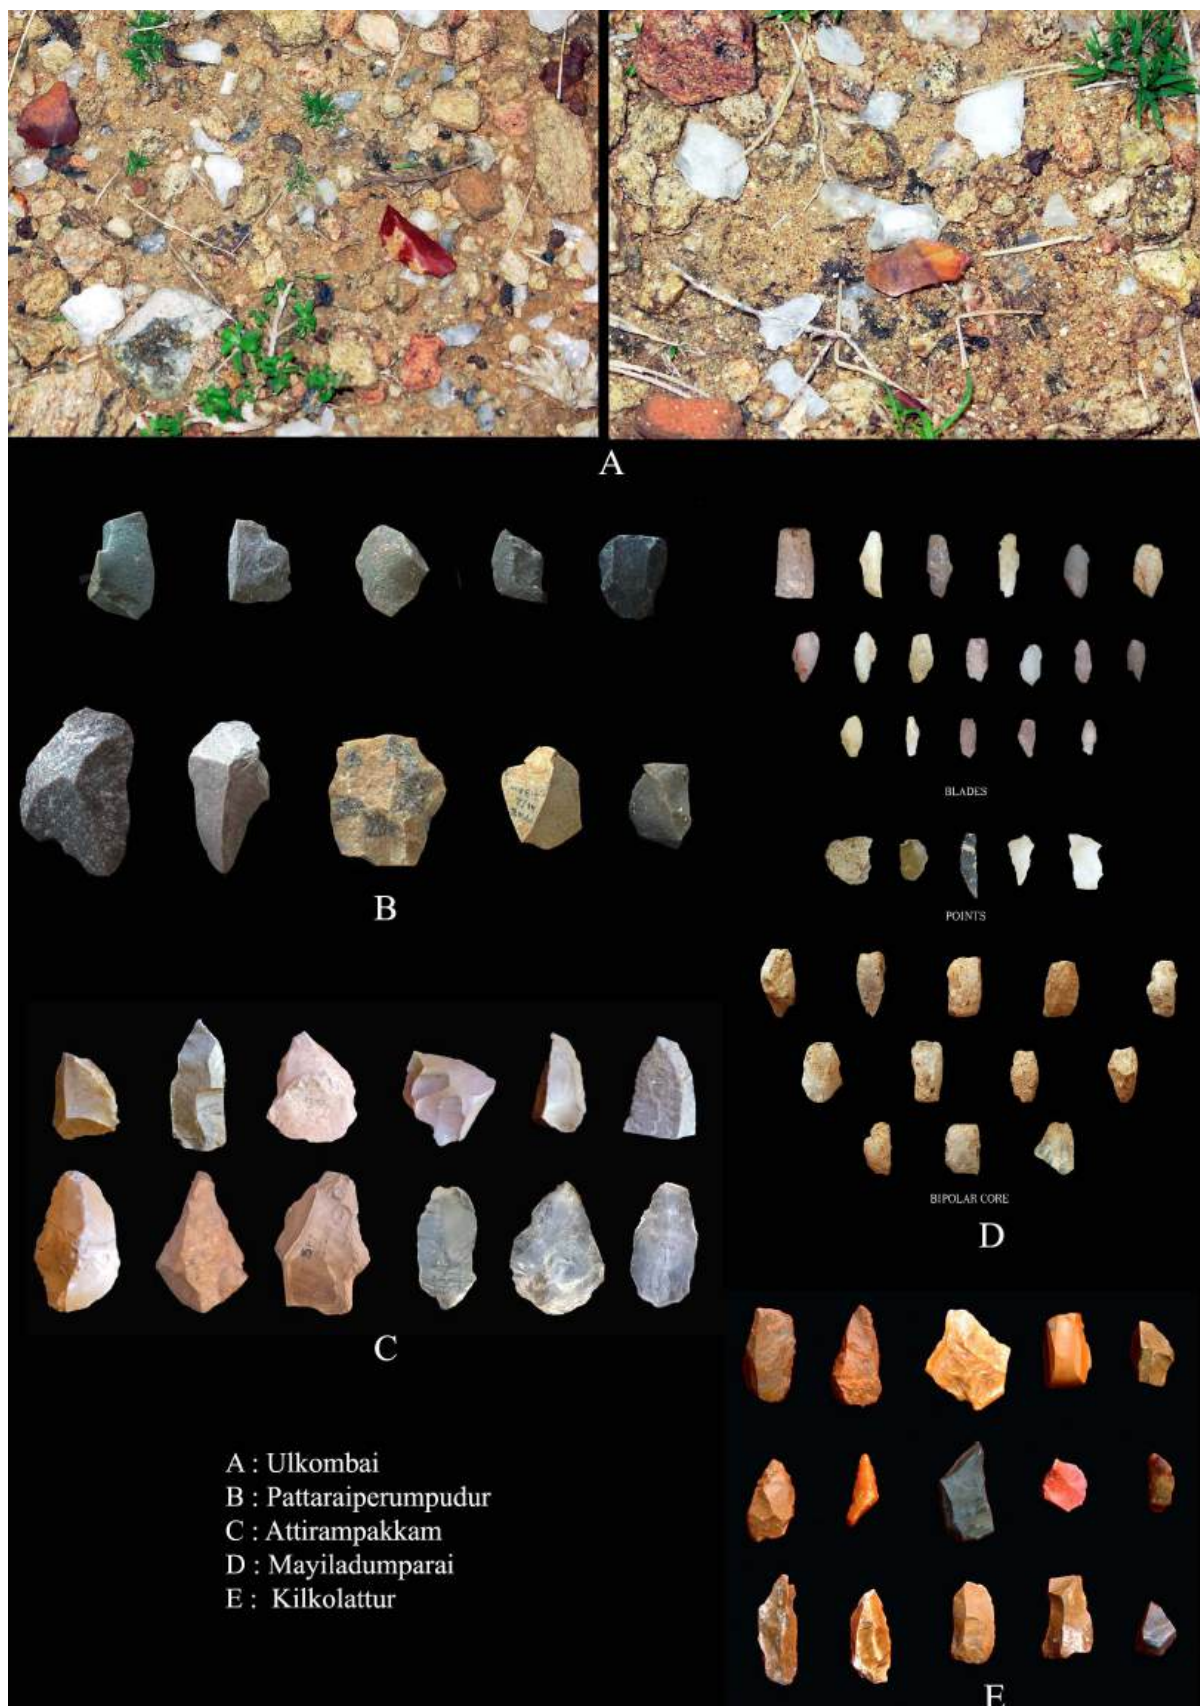 A
BLADES
POINTS
B
BIPOLAR CORE
D
C
A : Ulkombai
B : Pattaraiperumpudur
C : Attirampakkam
D : Mayiladumparai
E : Kilkolattur
E